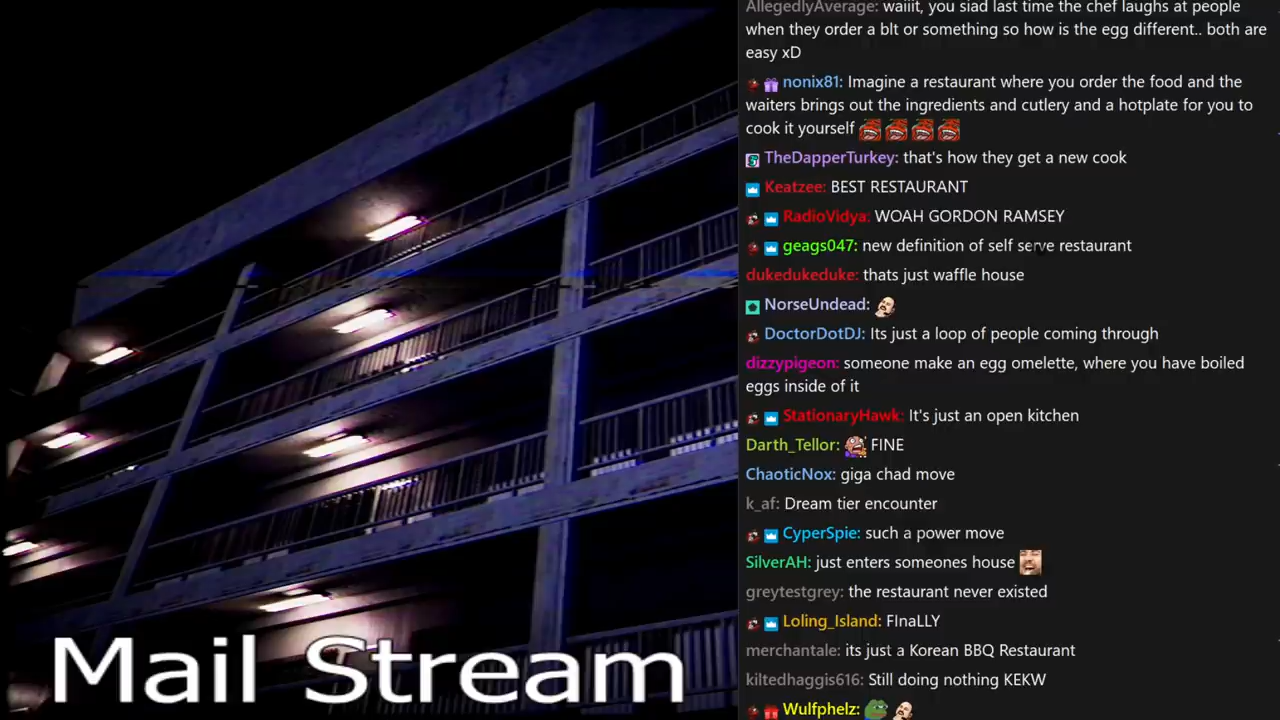 AllegedlyAverage: waiiit, you siad last time the chef laughs at people
when they order a blt or something so how is the egg different.. both are
easy xD
nonix81: Imagine a restaurant where you order the food and the
waiters brings out the ingredients and cutlery and a hotplate for you to
cook it yourself
TheDapperTurkey: that's how they get a new cook
Keatzee: BEST RESTAURANT
RadioVidya: WOAH GORDON RAMSEY
geags047: new definition of self serve restaurant
dukedukeduke: thats just waffle house
NorseUndead:
DoctorDotDJ: Its just a loop of people coming through
dizzypigeon: someone make an egg omelette, where you have boiled
eggs inside of it
StationaryHawk: It's just an open kitchen
Darth_Tellor: FINE
ChaoticNox: giga chad move
k_af: Dream tier encounter
CyperSpie: such a power move
SilverAH: just enters someones house
greytestgrey: the restaurant never existed
Loling_Island: FInaLLY
merchantale: its just a Korean BBQ Restaurant
kiltedhaggis616: Still doing nothing KEKW
Wulfphelz:
Mail Stream